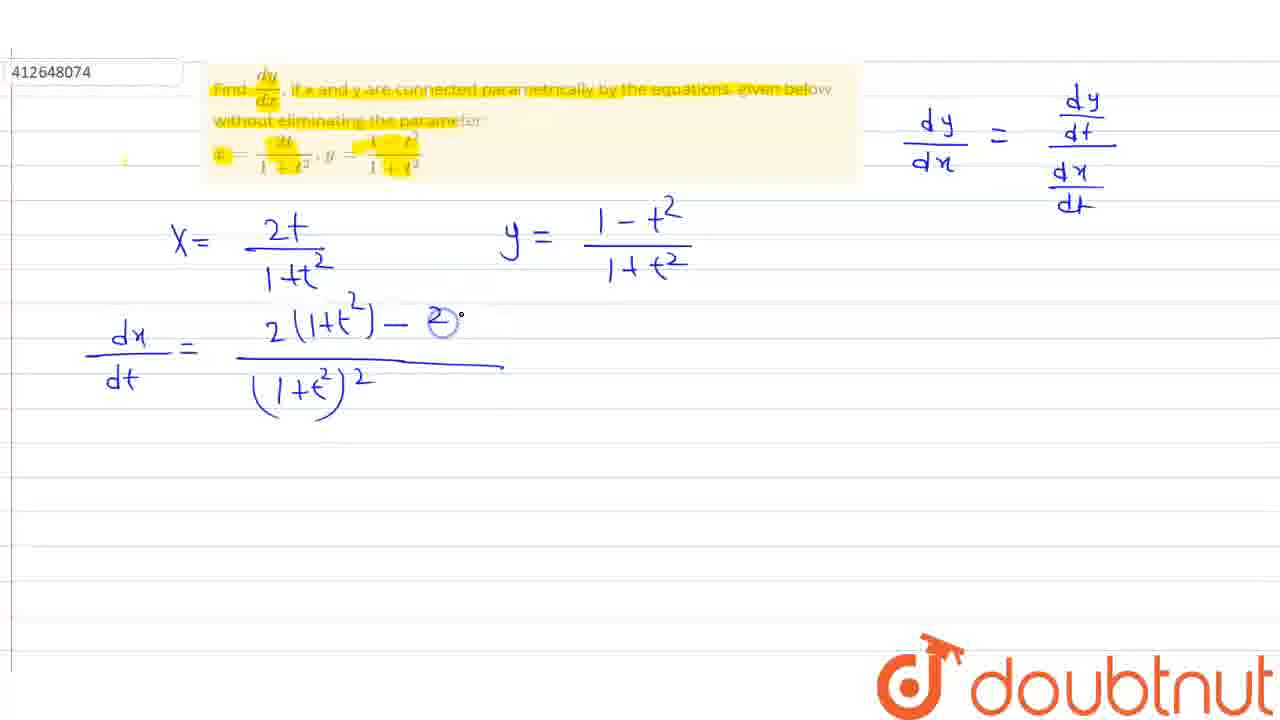 412648074
Find dy/dx, if x and y are connected parametrically by the equations given below
without eliminating the parameter
x = 2t/(1 + t²), y = (1 - t²)/(1 + t²)
dy/dx = (dy/dt)/(dx/dt)
x = 2t/(1+t²) y = (1 - t²)/(1 + t²)
dx/dt = (2(1+t²) - 2)/(1+t²)²
doubtnut